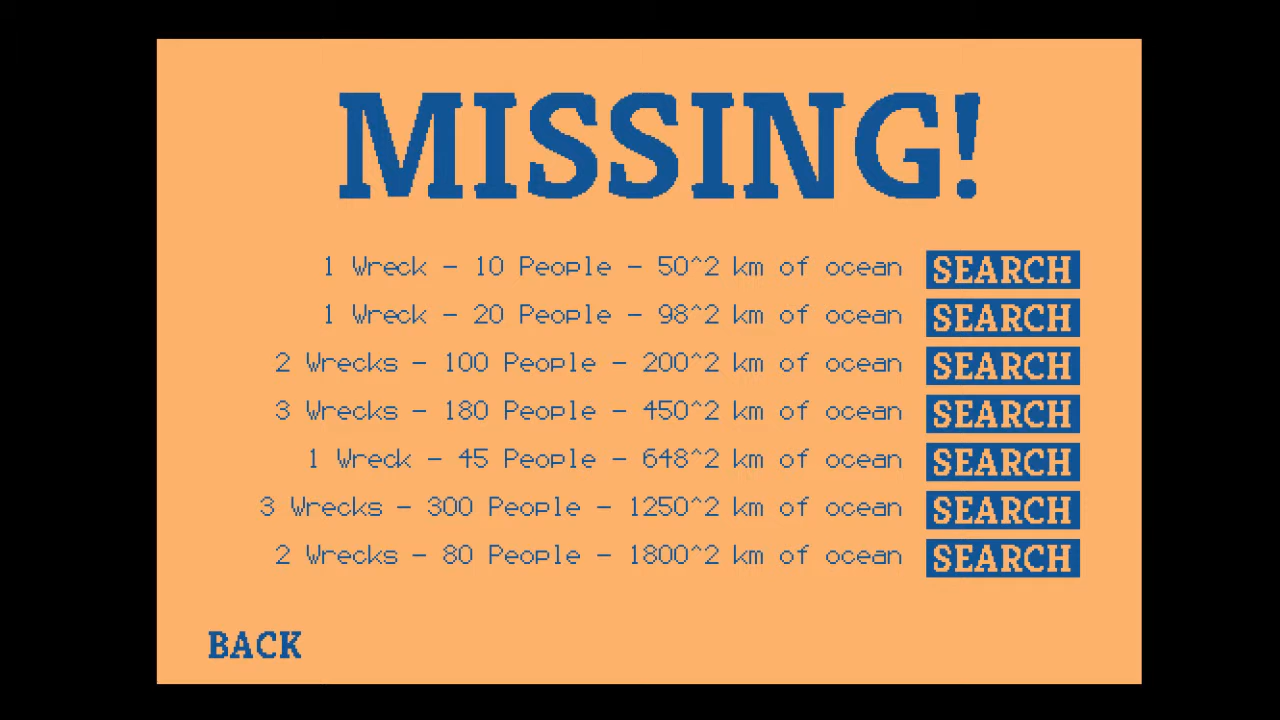 MISSING!
1 Wreck - 10 People - 50^2 km of ocean SEARCH
1 Wreck - 20 People - 98^2 km of ocean SEARCH
2 Wrecks - 100 People - 200^2 km of ocean SEARCH
3 Wrecks - 180 People - 450^2 km of ocean SEARCH
1 Wreck - 45 People - 648^2 km of ocean SEARCH
3 Wrecks - 300 People - 1250^2 km of ocean SEARCH
2 Wrecks - 80 People - 1800^2 km of ocean SEARCH
BACK